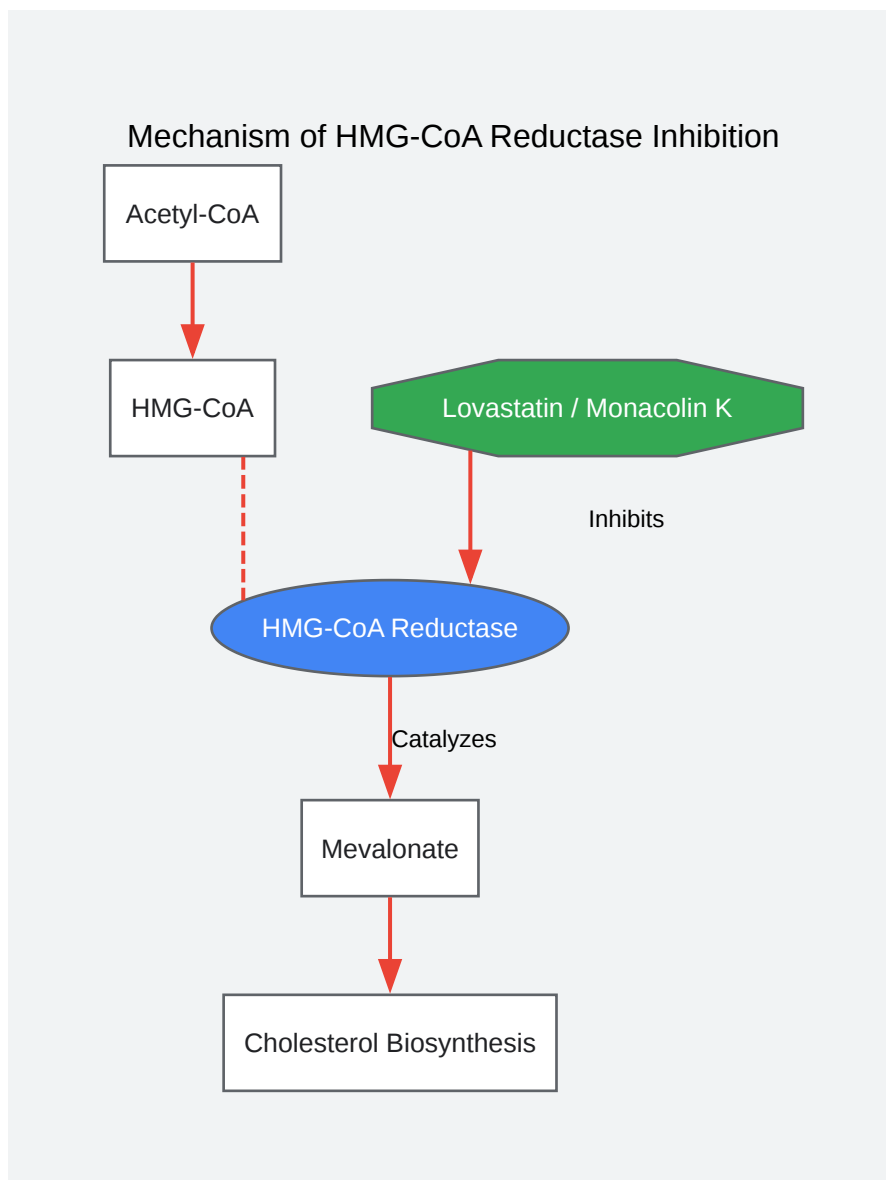 Mechanism of HMG-CoA Reductase Inhibition
Acetyl-CoA
HMG-CoA
Lovastatin / Monacolin K
Inhibits
HMG-CoA Reductase
Catalyzes
Mevalonate
Cholesterol Biosynthesis